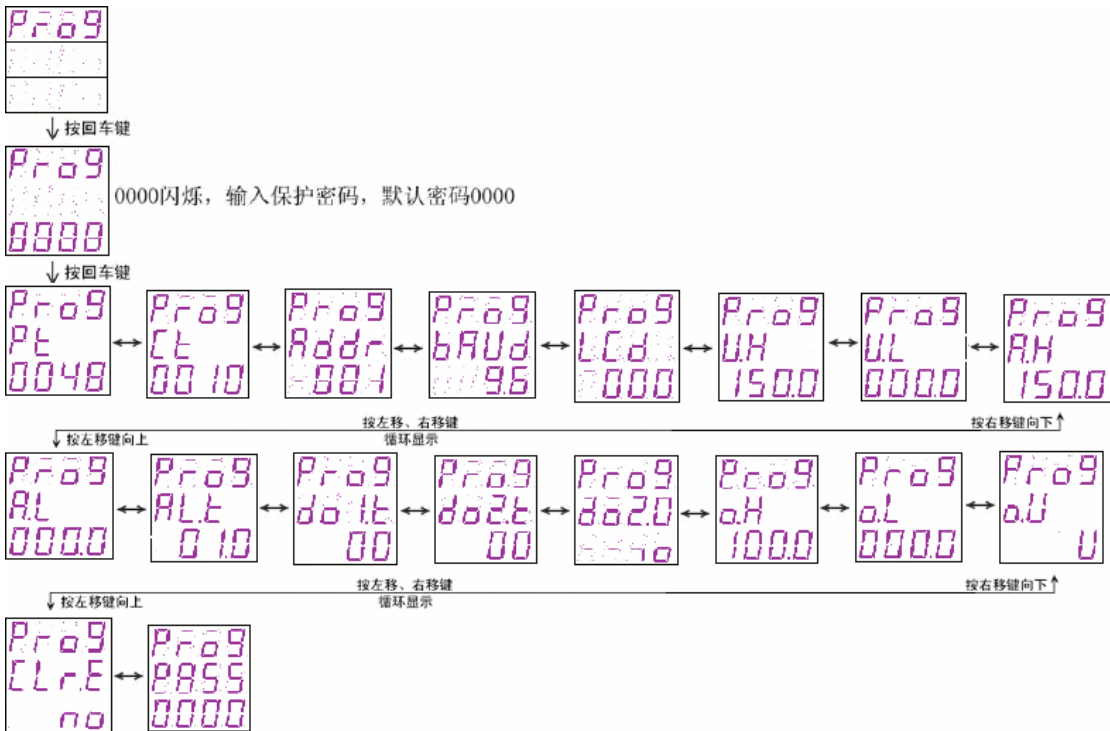 Prog
↓ 按回车键
Prog
0000
0000闪烁，输入保护密码，默认密码0000
↓ 按回车键
Prog Prog Prog Prog Prog Prog Prog Prog
Pt Ct Addr bAUd LCd U.H U.L A.H
0048 0010 001 9.6 000 150.0 000.0 150.0
按左移、右移键
↓ 按左移键向上 循环显示 按右移键向下↑
Prog Prog Prog Prog Prog Prog Prog Prog
A.L AL.t do1.t do2.t do2.0 o.H o.L o.U
000.0 01.0 00 00 no 100.0 000.0 U
按左移、右移键
↓ 按左移键向上 循环显示 按右移键向下↑
Prog Prog
CLr.E PASS
no 0000